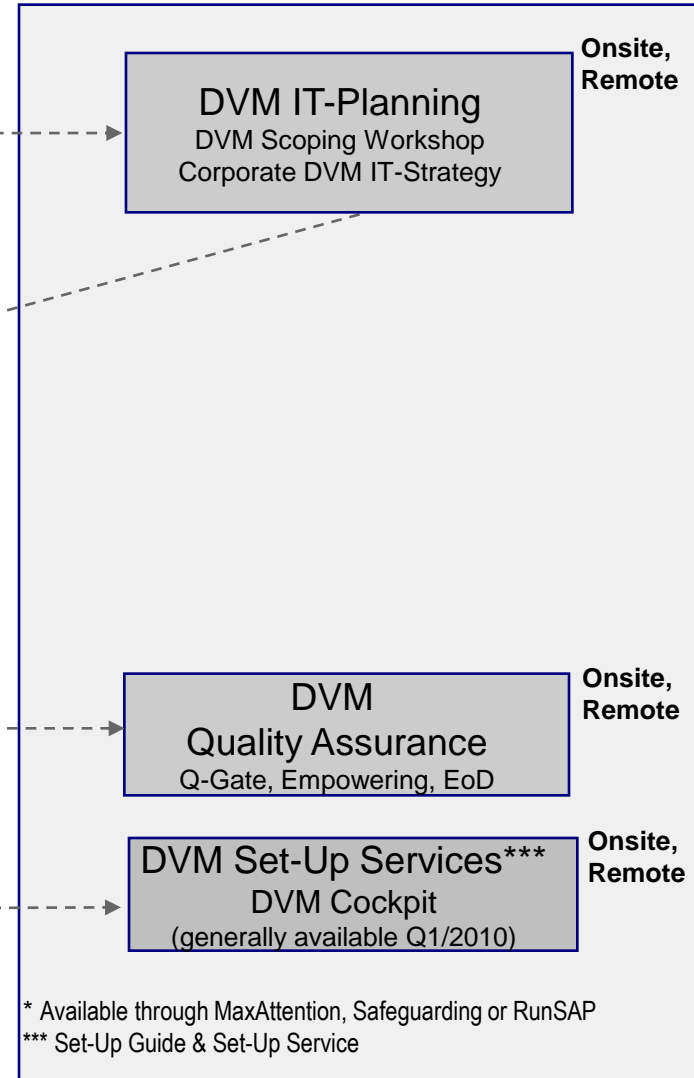 Onsite,
Remote
DVM IT-Planning
DVM Scoping Workshop
Corporate DVM IT-Strategy
Onsite,
Remote
DVM
Quality Assurance
Q-Gate, Empowering, EoD
Onsite,
Remote
DVM Set-Up Services***
DVM Cockpit
(generally available Q1/2010)
* Available through MaxAttention, Safeguarding or RunSAP
*** Set-Up Guide & Set-Up Service